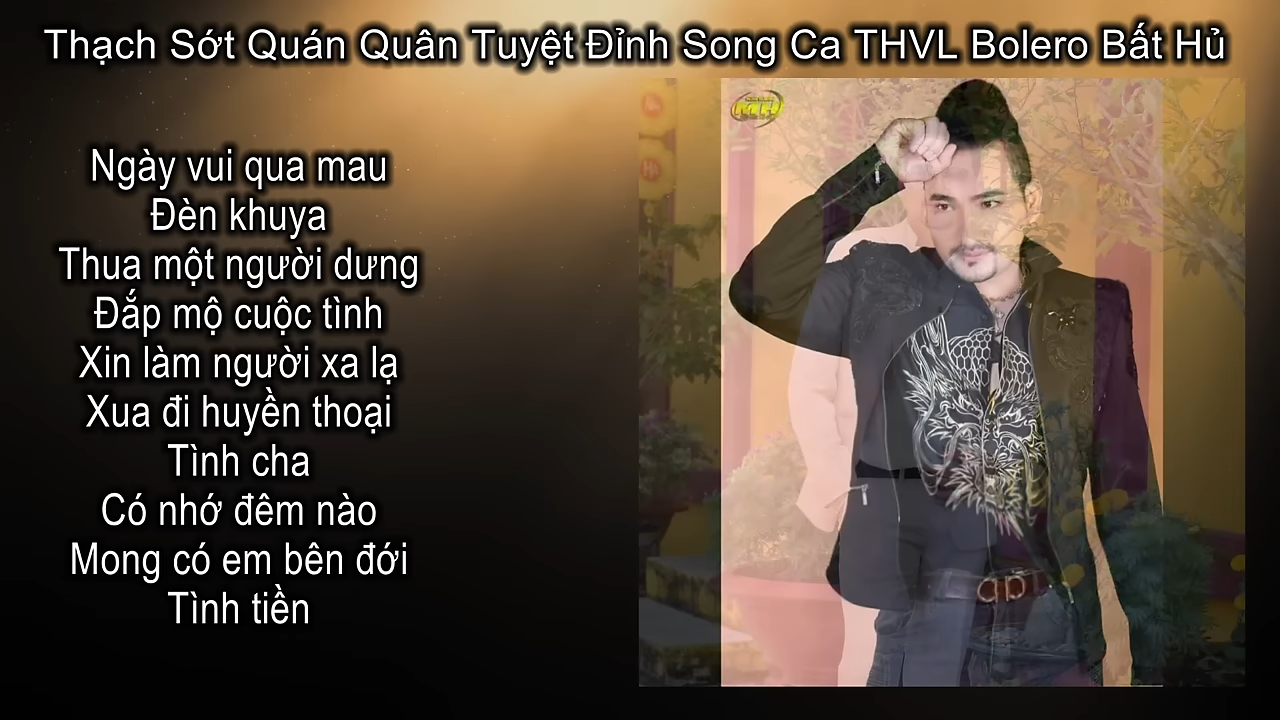 Thạch Sớt Quán Quân Tuyệt Đỉnh Song Ca THVL Bolero Bất Hủ
Ngày vui qua mau
Đèn khuya
Thua một người dưng
Đắp mộ cuộc tình
Xin làm người xa lạ
Xua đi huyền thoại
Tình cha
Có nhớ đêm nào
Mong có em bên đới
Tình tiền